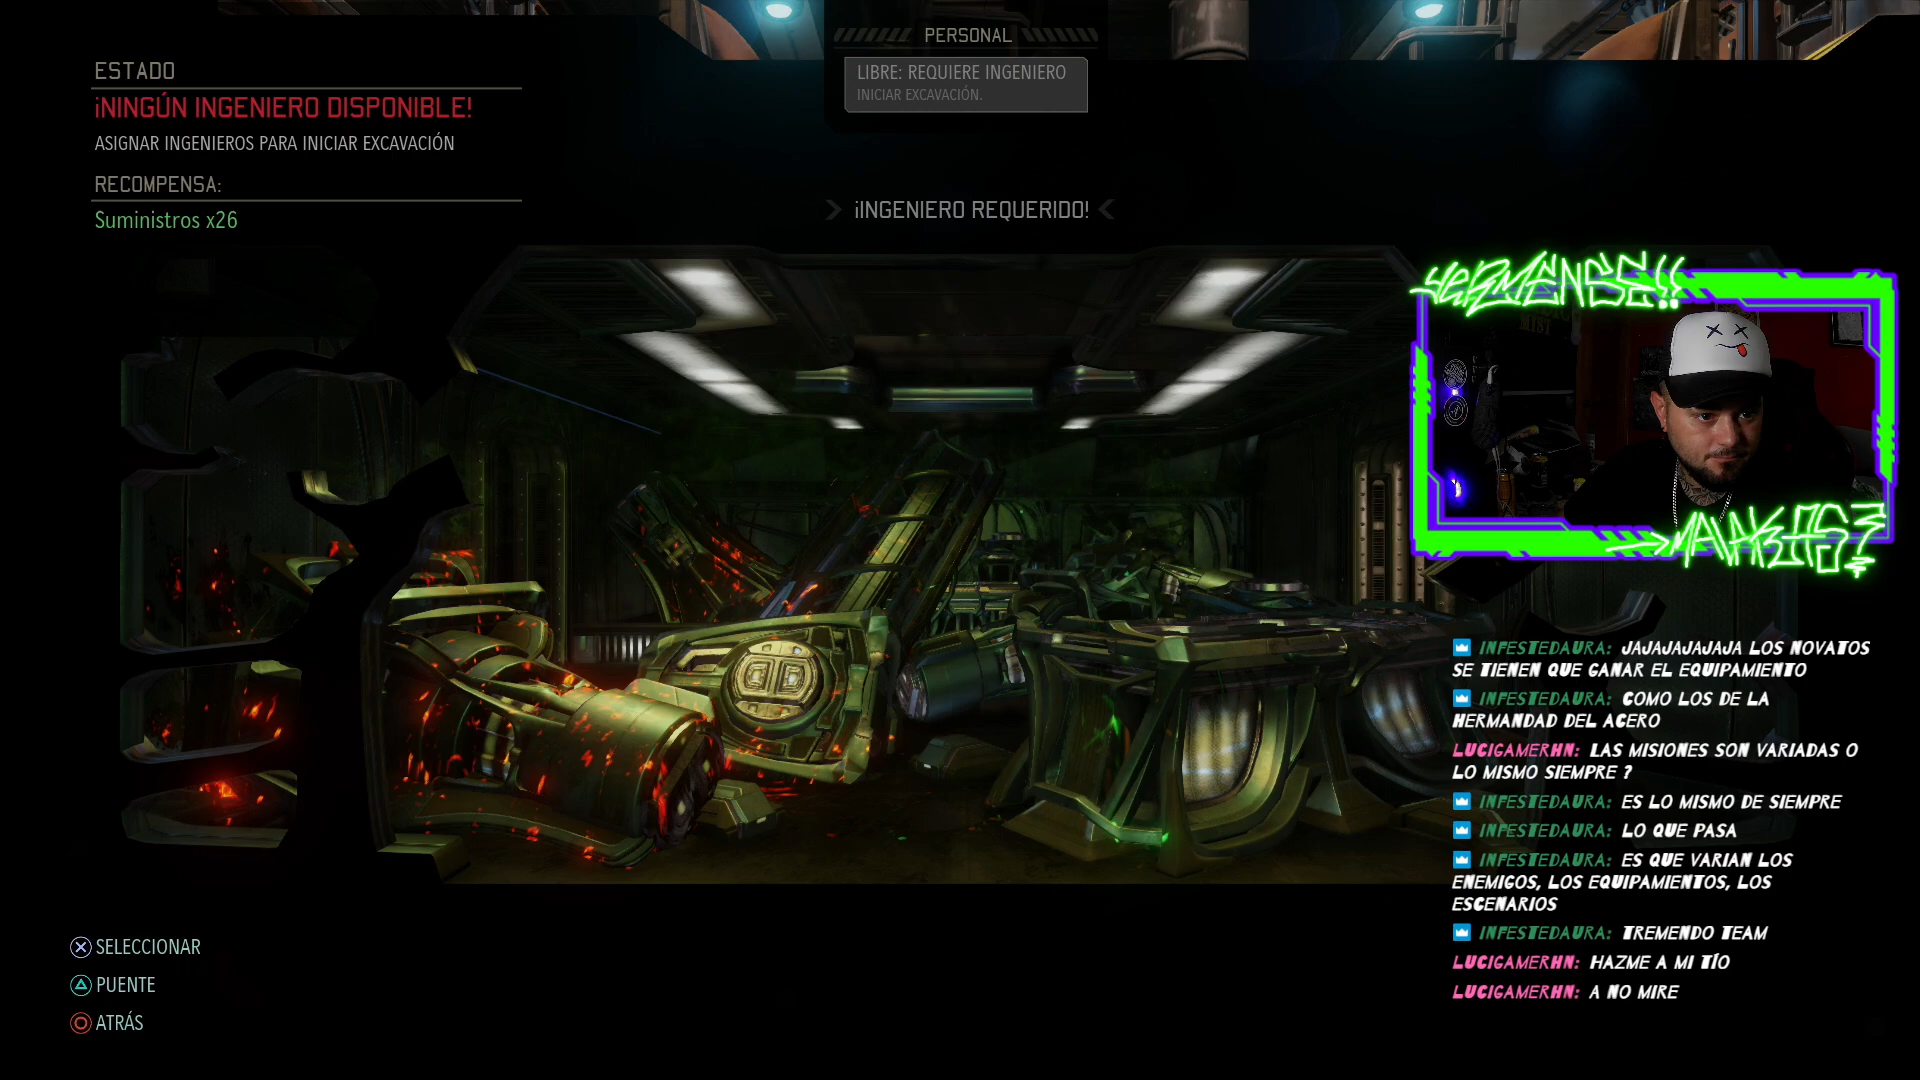 PERSONAL
LIBRE: REQUIERE INGENIERO
INICIAR EXCAVACIÓN.
ESTADO
¡NINGÚN INGENIERO DISPONIBLE!
ASIGNAR INGENIEROS PARA INICIAR EXCAVACIÓN
RECOMPENSA:
Suministros x26
¡INGENIERO REQUERIDO!
INFESTEDAURA: JAJAJAJAJAJA LOS NOVATOS
SE TIENEN QUE GANAR EL EQUIPAMIENTO
INFESTEDAURA: COMO LOS DE LA
HERMANDAD DEL ACERO
LUCIGAMERHN: LAS MISIONES SON VARIADAS O
LO MISMO SIEMPRE ?
INFESTEDAURA: ES LO MISMO DE SIEMPRE
INFESTEDAURA: LO QUE PASA
INFESTEDAURA: ES QUE VARIAN LOS
ENEMIGOS, LOS EQUIPAMIENTOS, LOS
ESCENARIOS
INFESTEDAURA: TREMENDO TEAM
LUCIGAMERHN: HAZME A MI TÍO
LUCIGAMERHN: A NO MIRE
SELECCIONAR
PUENTE
ATRÁS